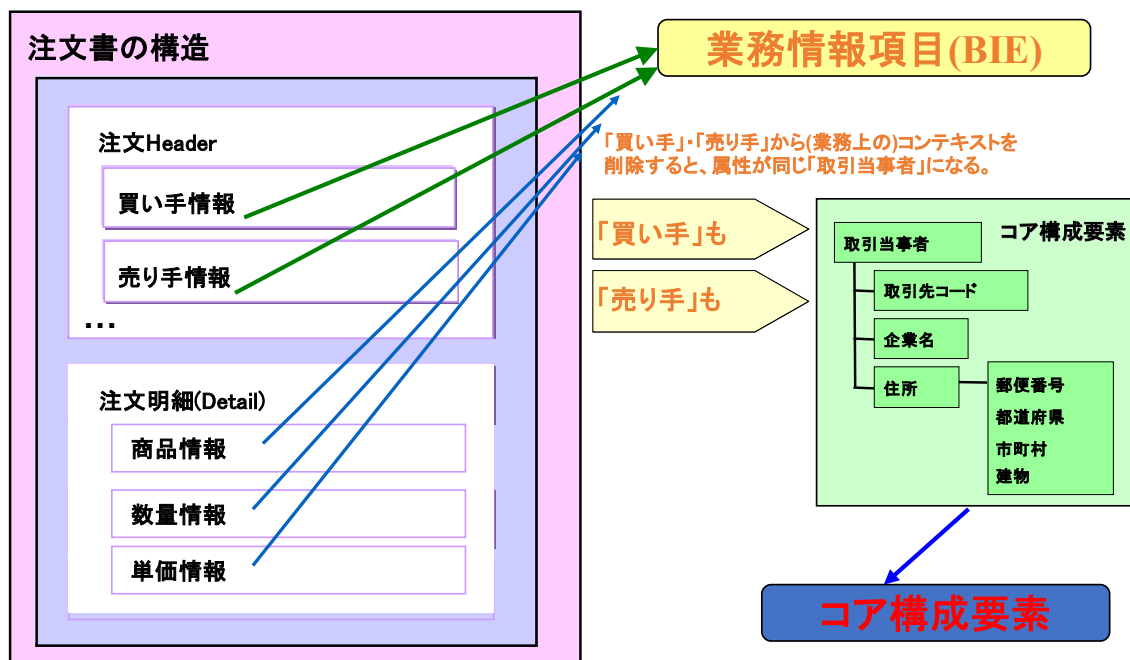 注文書の構造
注文Header
買い手情報
売り手情報
...
注文明細(Detail)
商品情報
数量情報
単価情報
業務情報項目(BIE)
「買い手」・「売り手」から(業務上の)コンテキストを
削除すると、属性が同じ「取引当事者」になる。
「買い手」も
「売り手」も
コア構成要素
取引当事者
取引先コード
企業名
住所
郵便番号
都道府県
市町村
建物
コア構成要素